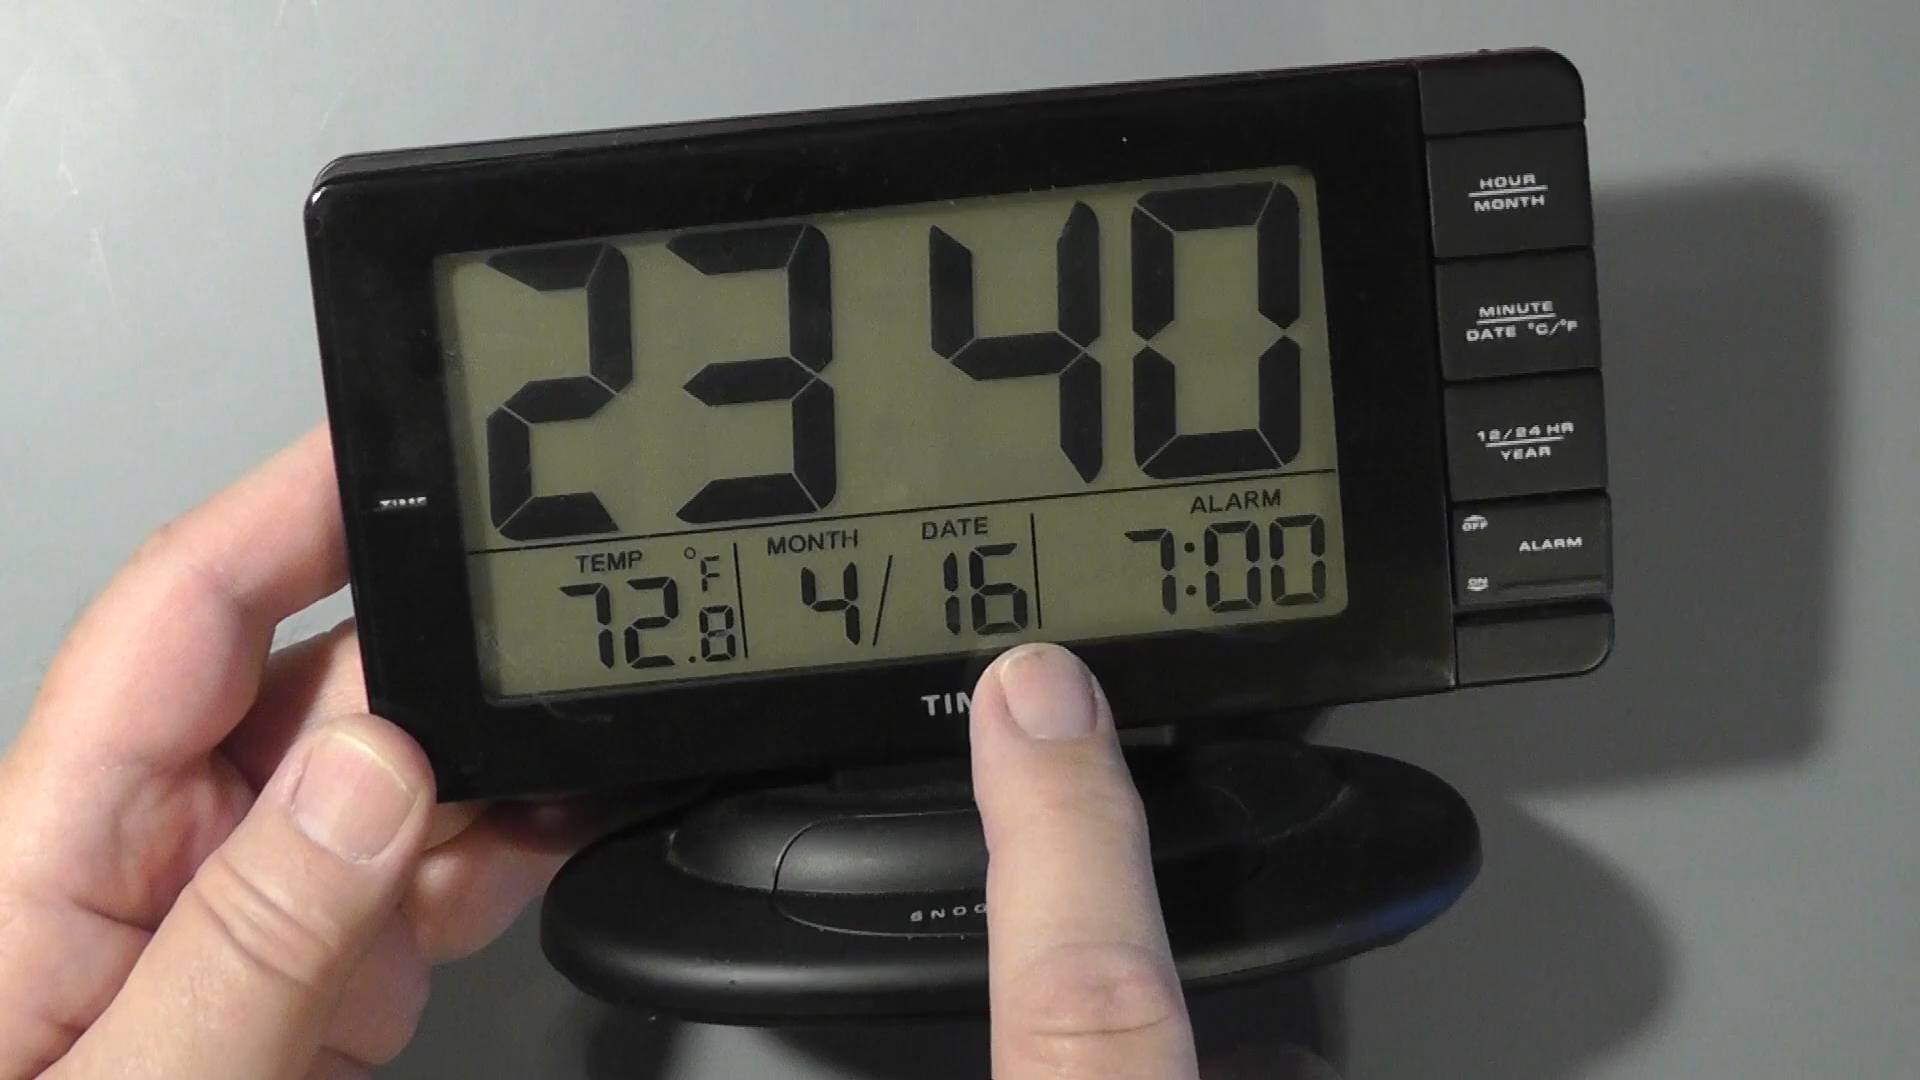 HOUR
MONTH
MINUTE
DATE °C/°F
12/24 HR
YEAR
OFF
ALARM
ON
TIME
23 40
TEMP °F
72.8
MONTH DATE
4/16
ALARM
7:00